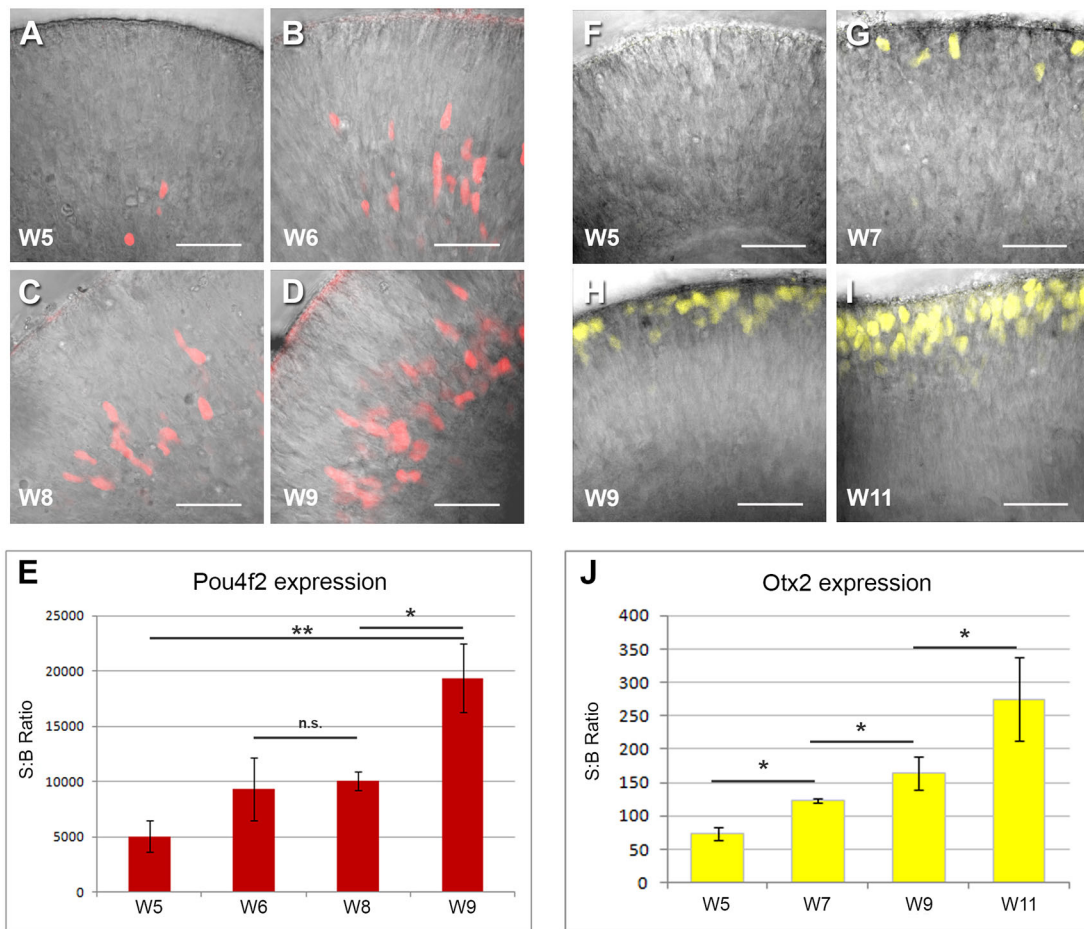 A
W5
B
W6
C
W8
D
W9
F
W5
G
W7
H
W9
I
W11
E
Pou4f2 expression
S:B Ratio
25000
20000
15000
10000
5000
0
**
*
n.s.
W5 W6 W8 W9
J
Otx2 expression
S:B Ratio
400
350
300
250
200
150
100
50
0
*
*
*
W5 W7 W9 W11